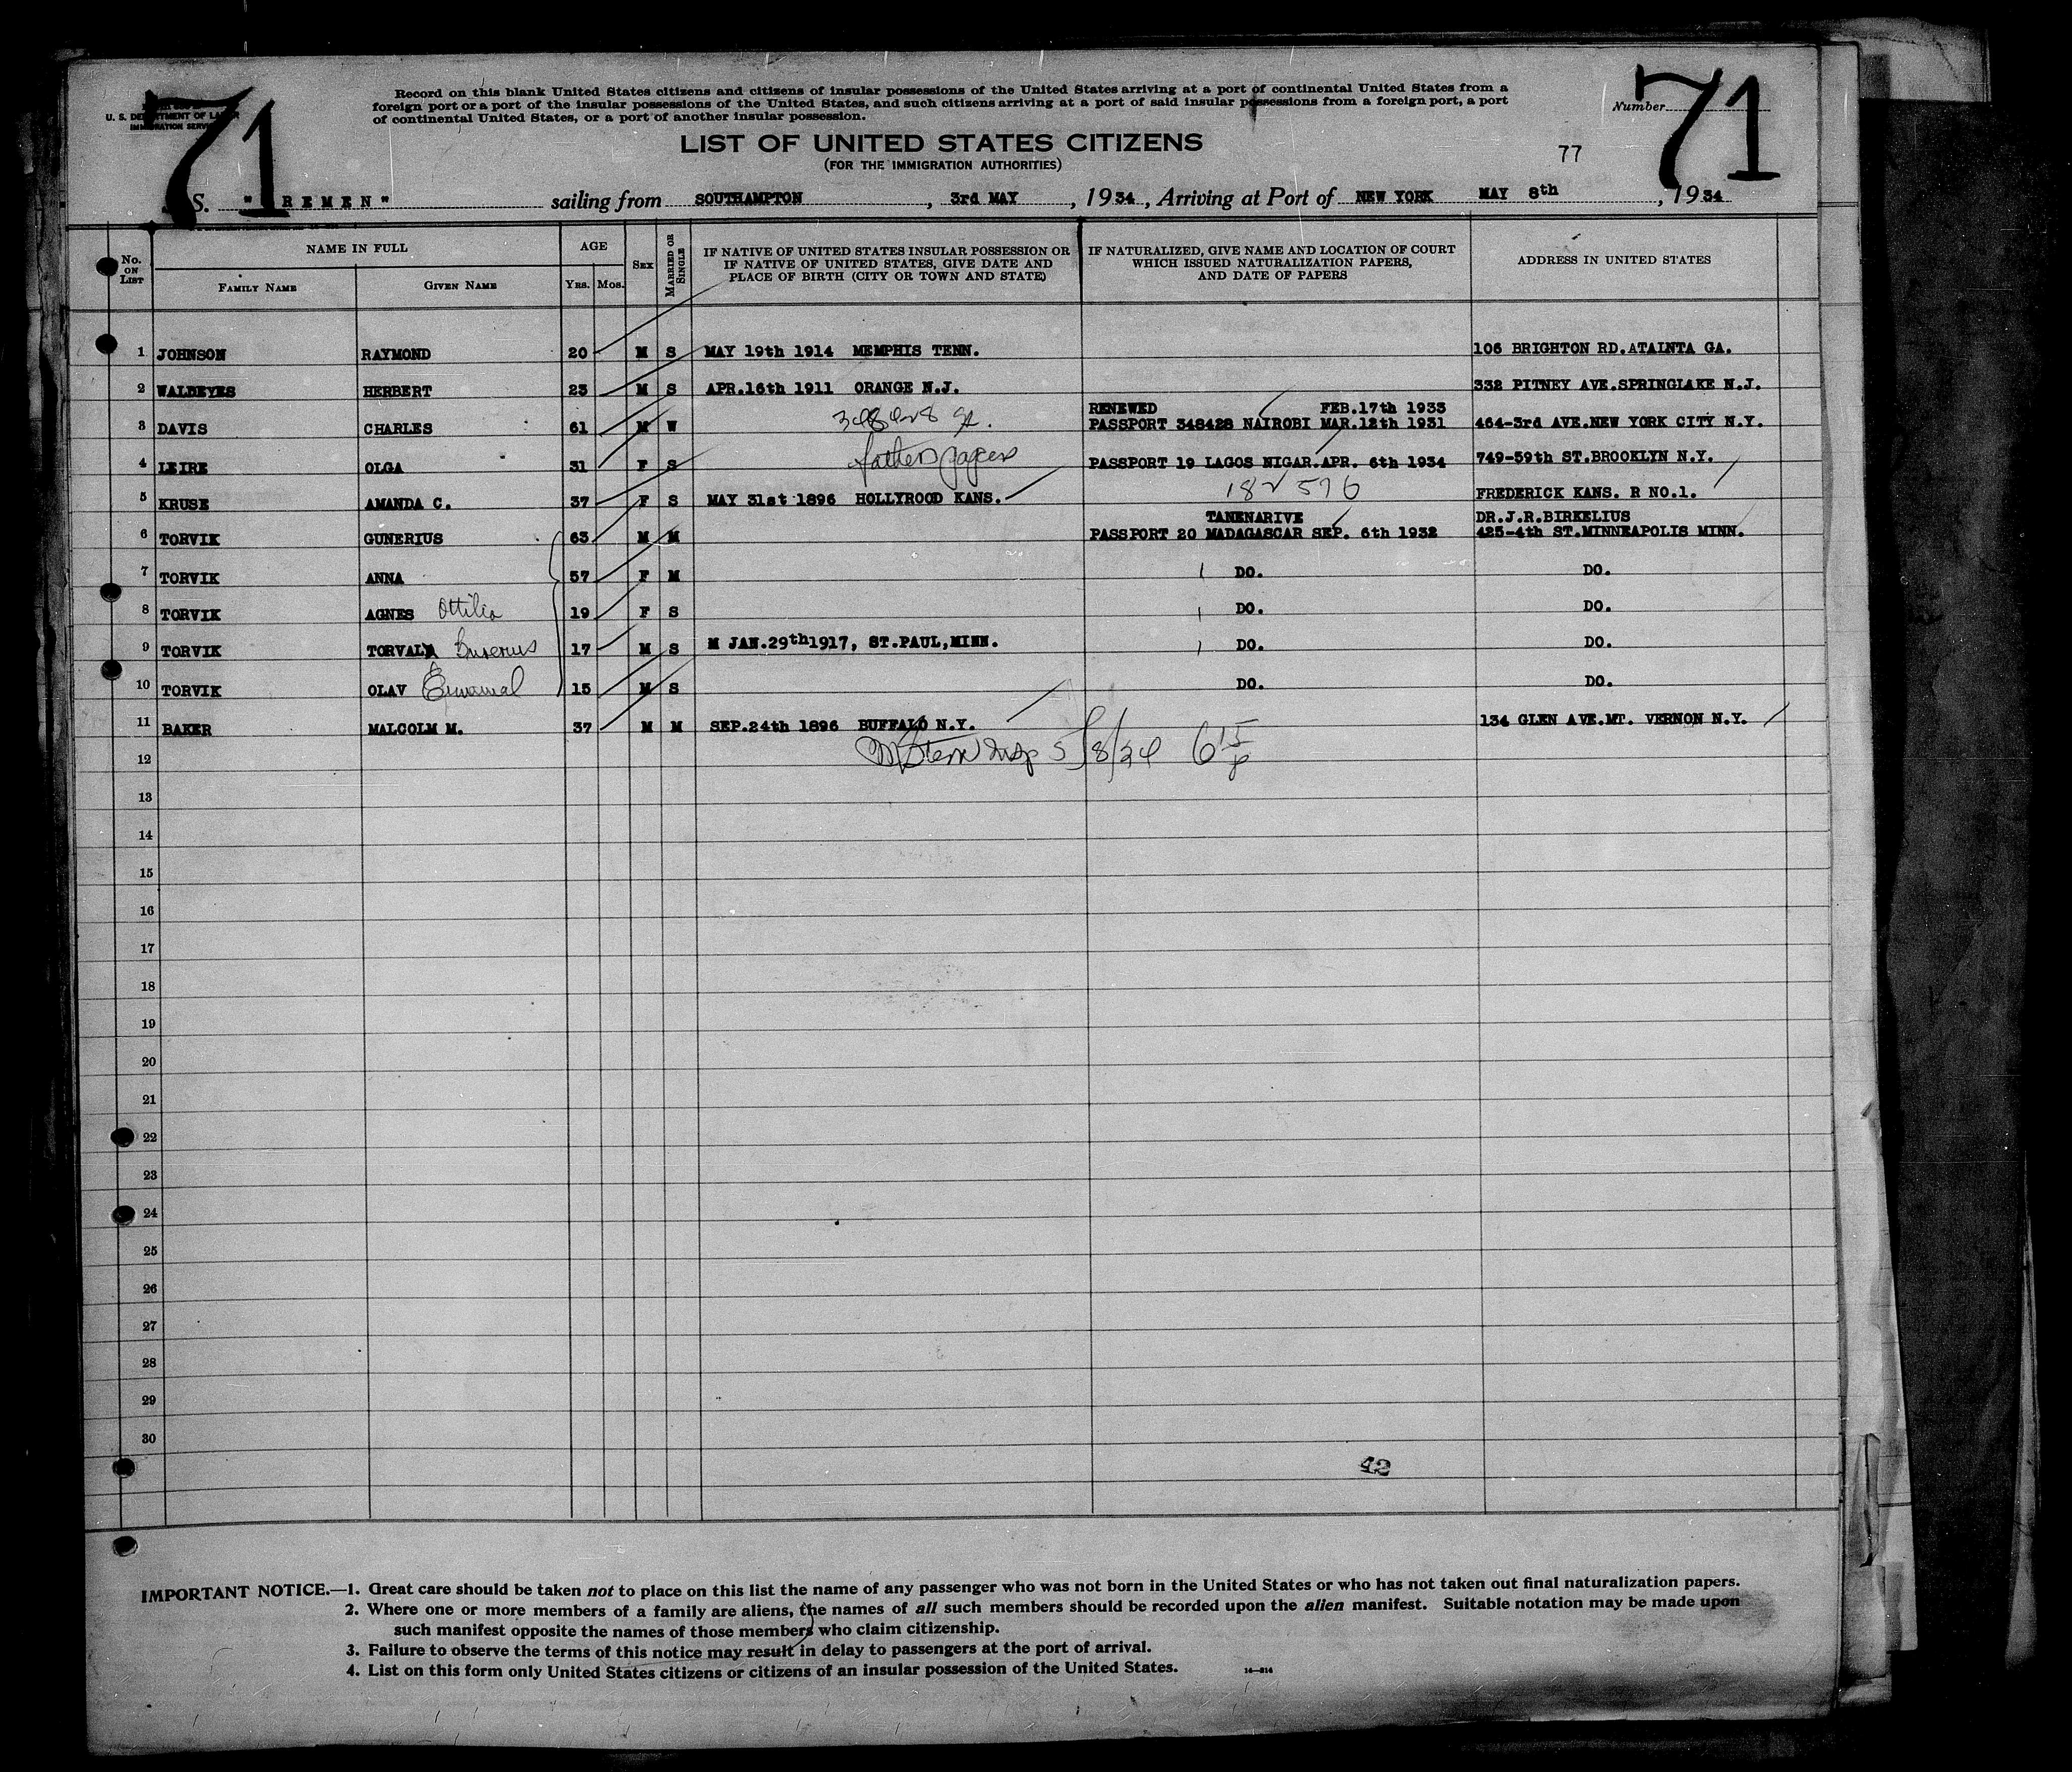 71
71
Number
U. S. DEPARTMENT OF LABOR
IMMIGRATION SERVICE
Record on this blank United States citizens and citizens of insular possessions of the United States arriving at a port of continental United States from a
foreign port or a port of the insular possessions of the United States, and such citizens arriving at a port of said insular possessions from a foreign port, a port
of continental United States, or a port of another insular possession.
LIST OF UNITED STATES CITIZENS
(FOR THE IMMIGRATION AUTHORITIES)
77
S. " REMEN" sailing from SOUTHAMPTON, 3rd MAY, 1934, Arriving at Port of NEW YORK MAY 8th, 1934
No. ON LIST
NAME IN FULL
FAMILY NAME GIVEN NAME
AGE
YRS. MOS.
SEX
MARRIED OR SINGLE
IF NATIVE OF UNITED STATES INSULAR POSSESSION OR
IF NATIVE OF UNITED STATES, GIVE DATE AND
PLACE OF BIRTH (CITY OR TOWN AND STATE)
IF NATURALIZED, GIVE NAME AND LOCATION OF COURT
WHICH ISSUED NATURALIZATION PAPERS,
AND DATE OF PAPERS
ADDRESS IN UNITED STATES
1 JOHNSON RAYMOND 20 M S MAY 19th 1914 MEMPHIS TENN. 106 BRIGHTON RD.ATAINTA GA.
2 WALDEYES HERBERT 23 M S APR.16th 1911 ORANGE N.J. 332 PITNEY AVE.SPRINGLAKE N.J.
348428 RENEWED FEB.17th 1933
3 DAVIS CHARLES 61 M W PASSPORT 348428 NAIROBI MAR.12th 1931 464-3rd AVE.NEW YORK CITY N.Y.
4 LEIRE OLGA 31 F S fathers papers PASSPORT 19 LAGOS NIGAR.APR. 6th 1934 749-59th ST.BROOKLYN N.Y.
5 KRUSE AMANDA C. 37 F S MAY 31st 1896 HOLLYROOD KANS. 182576 FREDERICK KANS. R NO.1.
TANENARIVE DR.J.R.BIRKELIUS
6 TORVIK GUNERIUS 63 M M PASSPORT 20 MADAGASCAR SEP. 6th 1932 425-4th ST.MINNEAPOLIS MINN.
7 TORVIK ANNA 57 F M DO. DO.
8 TORVIK AGNES Ottilia 19 F S DO. DO.
9 TORVIK TORVALD 17 M S M JAN.29th1917, ST.PAUL,MINN. DO. DO.
10 TORVIK OLAV 15 M S DO. DO.
11 BAKER MALCOLM M. 37 M M SEP.24th 1896 BUFFALO N.Y. 134 GLEN AVE.MT. VERNON N.Y.
12 Stern Insp 5/8/34 6 15 p
13
14
15
16
17
18
19
20
21
22
23
24
25
26
27
28
29
30
42
IMPORTANT NOTICE.—1. Great care should be taken not to place on this list the name of any passenger who was not born in the United States or who has not taken out final naturalization papers.
2. Where one or more members of a family are aliens, the names of all such members should be recorded upon the alien manifest. Suitable notation may be made upon
such manifest opposite the names of those members who claim citizenship.
3. Failure to observe the terms of this notice may result in delay to passengers at the port of arrival.
4. List on this form only United States citizens or citizens of an insular possession of the United States.
14—214